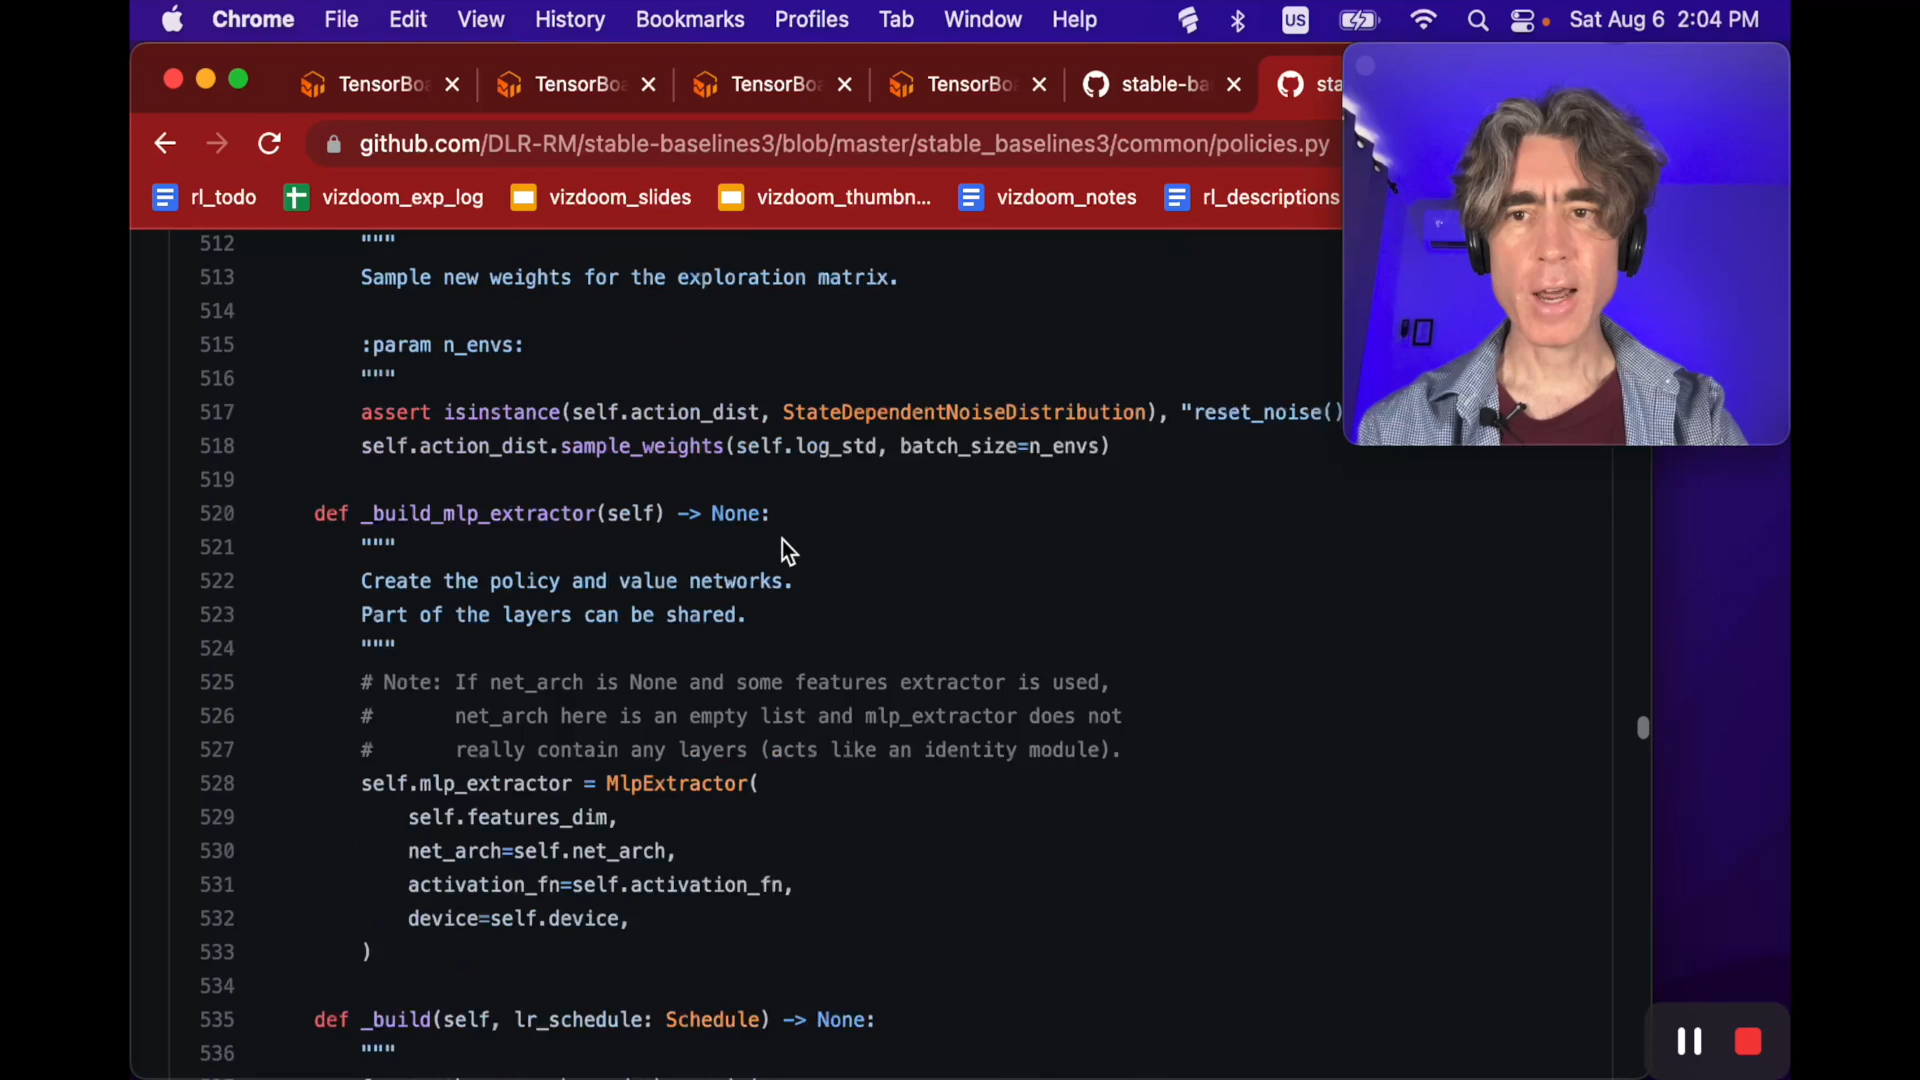 Chrome File Edit View History Bookmarks Profiles Tab Window Help US Sat Aug 6 2:04 PM
TensorBoa TensorBoa TensorBoa TensorBoa stable-ba sta
github.com/DLR-RM/stable-baselines3/blob/master/stable_baselines3/common/policies.py
rl_todo vizdoom_exp_log vizdoom_slides vizdoom_thumbn... vizdoom_notes rl_descriptions
512 """
513 Sample new weights for the exploration matrix.
514
515 :param n_envs:
516 """
517 assert isinstance(self.action_dist, StateDependentNoiseDistribution), "reset_noise()
518 self.action_dist.sample_weights(self.log_std, batch_size=n_envs)
519
520 def _build_mlp_extractor(self) -> None:
521 """
522 Create the policy and value networks.
523 Part of the layers can be shared.
524 """
525 # Note: If net_arch is None and some features extractor is used,
526 # net_arch here is an empty list and mlp_extractor does not
527 # really contain any layers (acts like an identity module).
528 self.mlp_extractor = MlpExtractor(
529 self.features_dim,
530 net_arch=self.net_arch,
531 activation_fn=self.activation_fn,
532 device=self.device,
533 )
534
535 def _build(self, lr_schedule: Schedule) -> None:
536 """